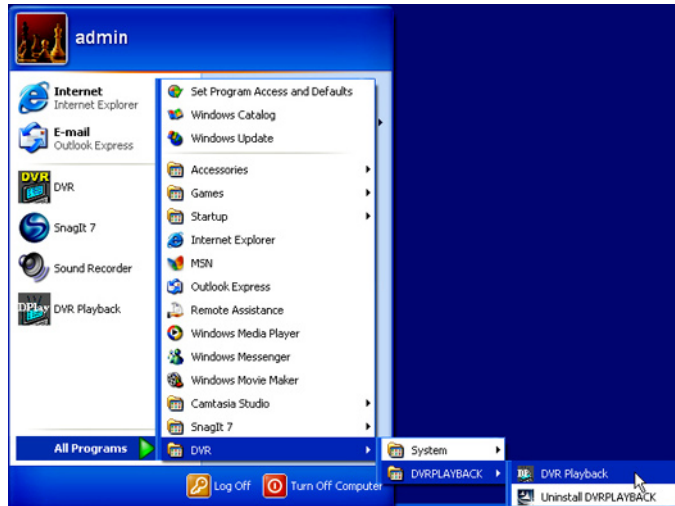 admin
Internet
Internet Explorer
E-mail
Outlook Express
DVR
DVR
SnagIt 7
Sound Recorder
DPlay
DVR Playback
All Programs
Set Program Access and Defaults
Windows Catalog
Windows Update
Accessories
Games
Startup
Internet Explorer
MSN
Outlook Express
Remote Assistance
Windows Media Player
Windows Messenger
Windows Movie Maker
Camtasia Studio
SnagIt 7
DVR
System
DVRPLAYBACK
DVR Playback
Uninstall DVRPLAYBACK
Log Off
Turn Off Computer